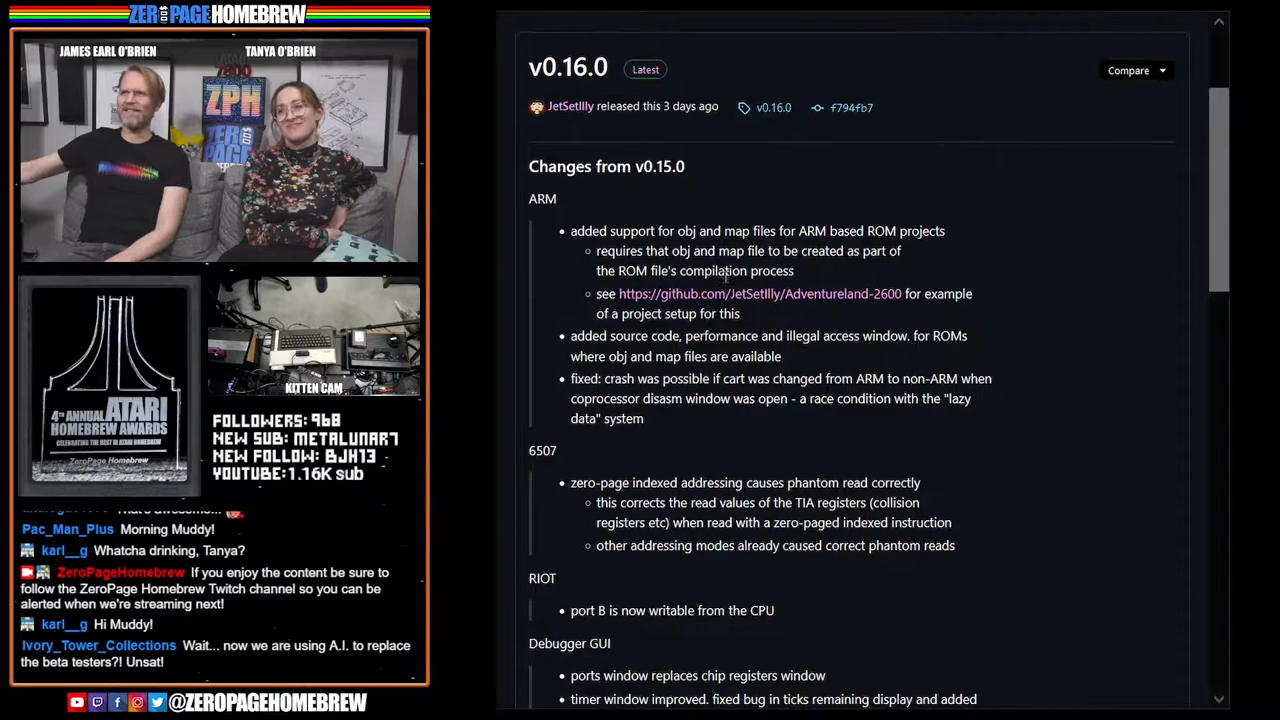 ZEROPAGEHOMEBREW
JAMES EARL O'BRIEN
TANYA O'BRIEN
ZPH
4TH ANNUAL ATARI
HOMEBREW AWARDS
CELEBRATING THE BEST IN ATARI HOMEBREW
ZeroPage Homebrew
KITTEN CAM
FOLLOWERS: 968
NEW SUB: METALUNAR7
NEW FOLLOW: BJH13
YOUTUBE: 1.16K sub
Pac_Man_Plus Morning Muddy!
karl__g Whatcha drinking, Tanya?
ZeroPageHomebrew If you enjoy the content be sure to
follow the ZeroPage Homebrew Twitch channel so you can be
alerted when we're streaming next!
karl__g Hi Muddy!
Ivory_Tower_Collections Wait... now we are using A.I. to replace
the beta testers?! Unsat!
@ZEROPAGEHOMEBREW
v0.16.0 Latest
Compare
JetSetIlly released this 3 days ago v0.16.0 f794fb7
Changes from v0.15.0
ARM
• added support for obj and map files for ARM based ROM projects
requires that obj and map file to be created as part of
the ROM file's compilation process
see https://github.com/JetSetIlly/Adventureland-2600 for example
of a project setup for this
• added source code, performance and illegal access window. for ROMs
where obj and map files are available
• fixed: crash was possible if cart was changed from ARM to non-ARM when
coprocessor disasm window was open - a race condition with the "lazy
data" system
6507
• zero-page indexed addressing causes phantom read correctly
this corrects the read values of the TIA registers (collision
registers etc) when read with a zero-paged indexed instruction
other addressing modes already caused correct phantom reads
RIOT
• port B is now writable from the CPU
Debugger GUI
• ports window replaces chip registers window
• timer window improved. fixed bug in ticks remaining display and added